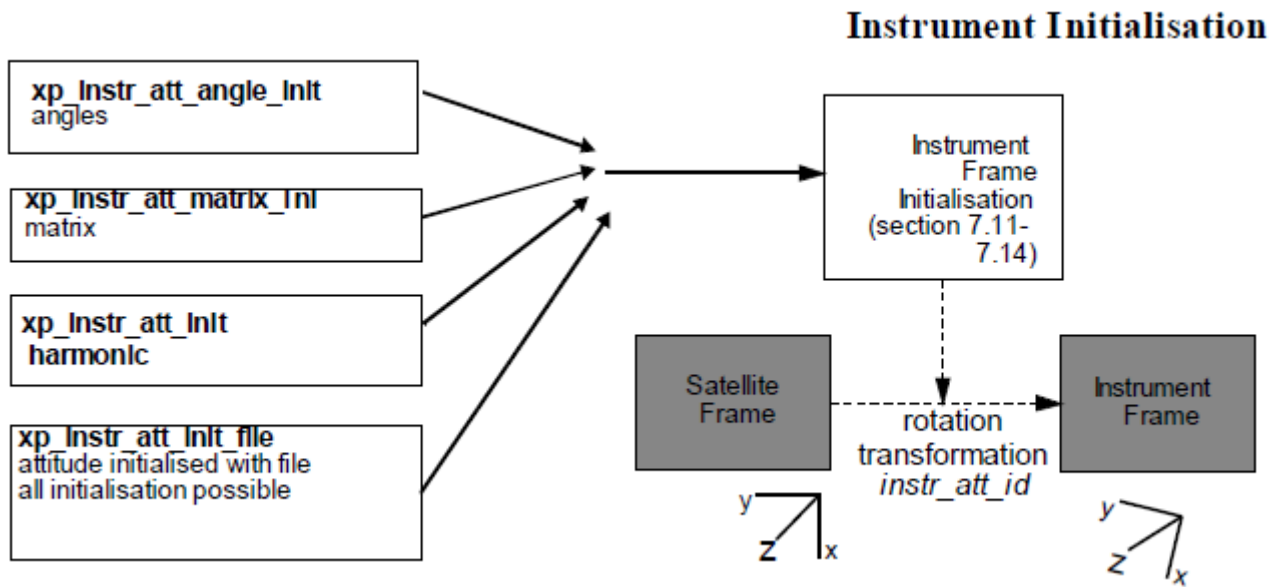 Instrument Initialisation
xp_Instr_att_angle_Init
angles
xp_Instr_att_matrix_Ini
matrix
xp_Instr_att_Init
harmonic
xp_Instr_att_Init_file
attitude initialised with file
all initialisation possible
Instrument
Frame
Initialisation
(section 7.11-
7.14)
Satellite
Frame
rotation
transformation
instr_att_id
Instrument
Frame
y
z
x
y
z
x